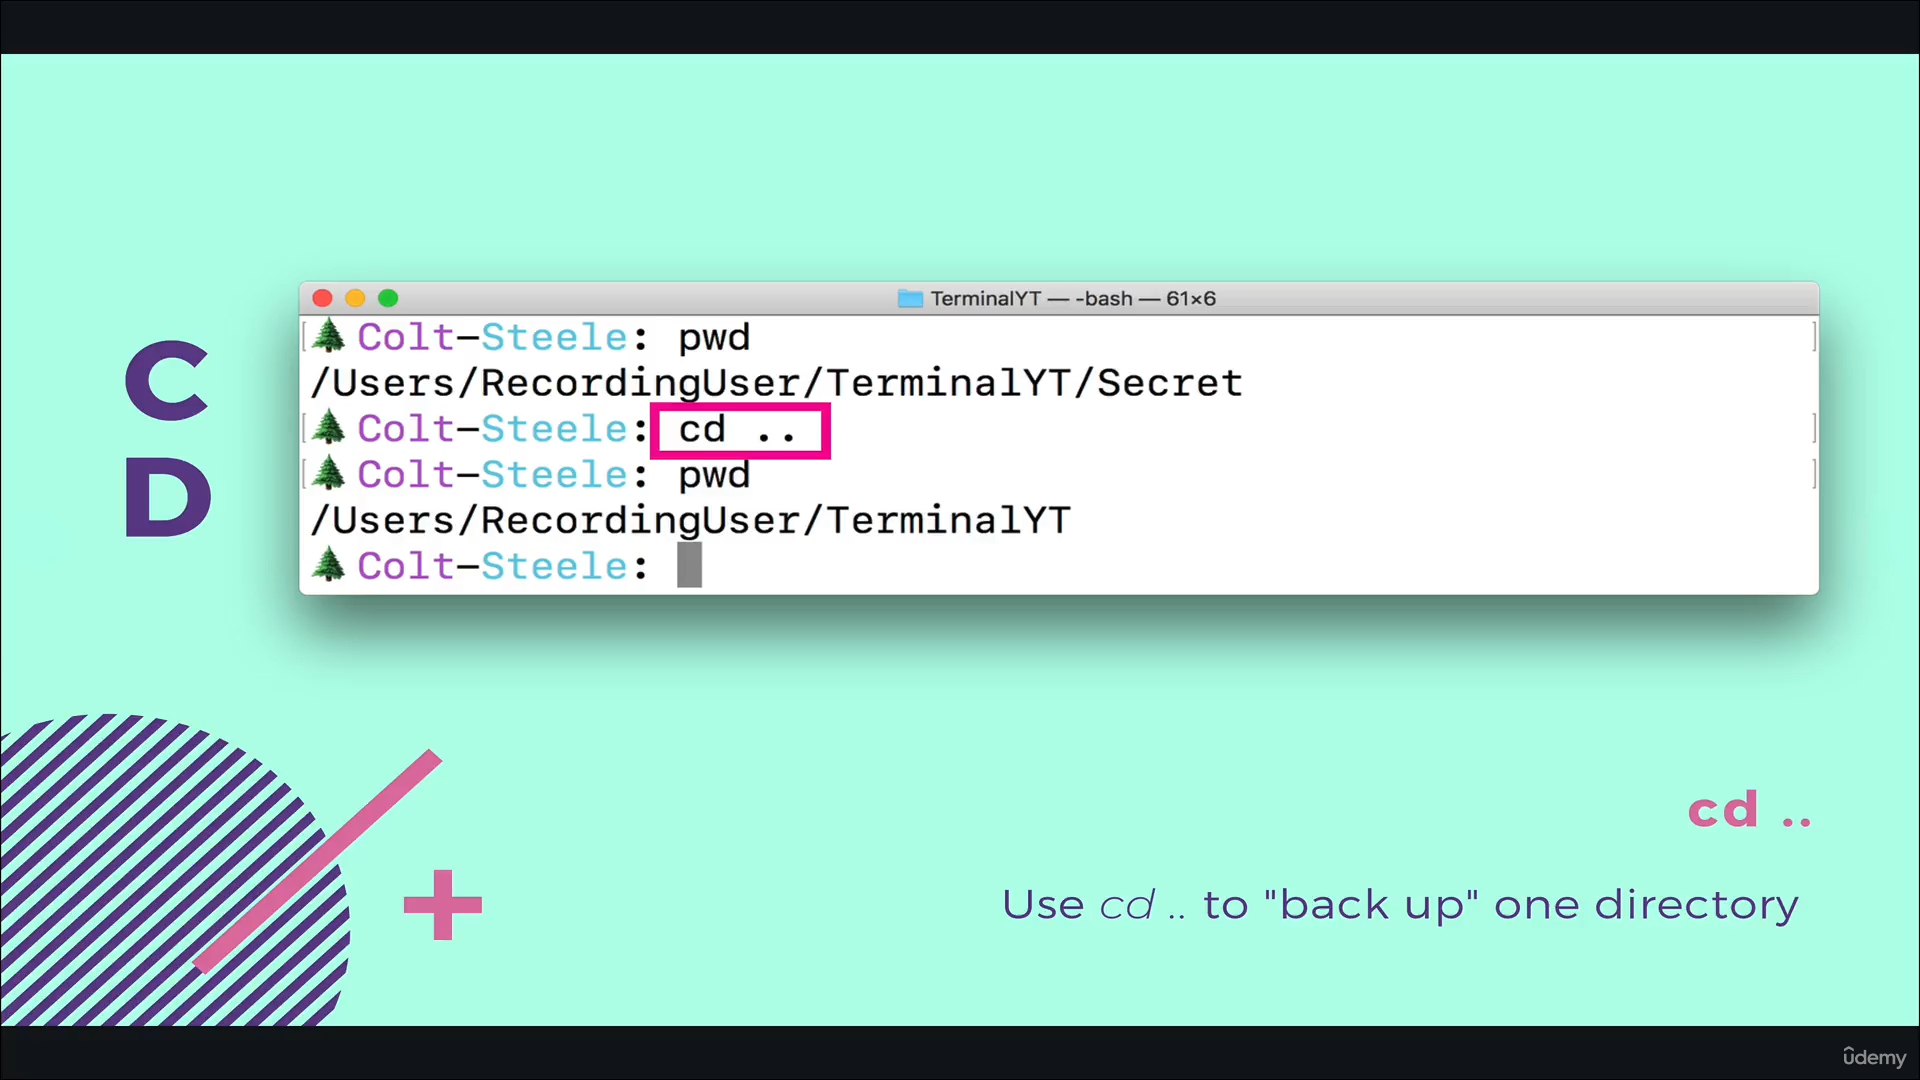 C
D
TerminalYT — -bash — 61×6
Colt-Steele: pwd
/Users/RecordingUser/TerminalYT/Secret
Colt-Steele: cd ..
Colt-Steele: pwd
/Users/RecordingUser/TerminalYT
Colt-Steele:
cd ..
Use cd .. to "back up" one directory
ûdemy